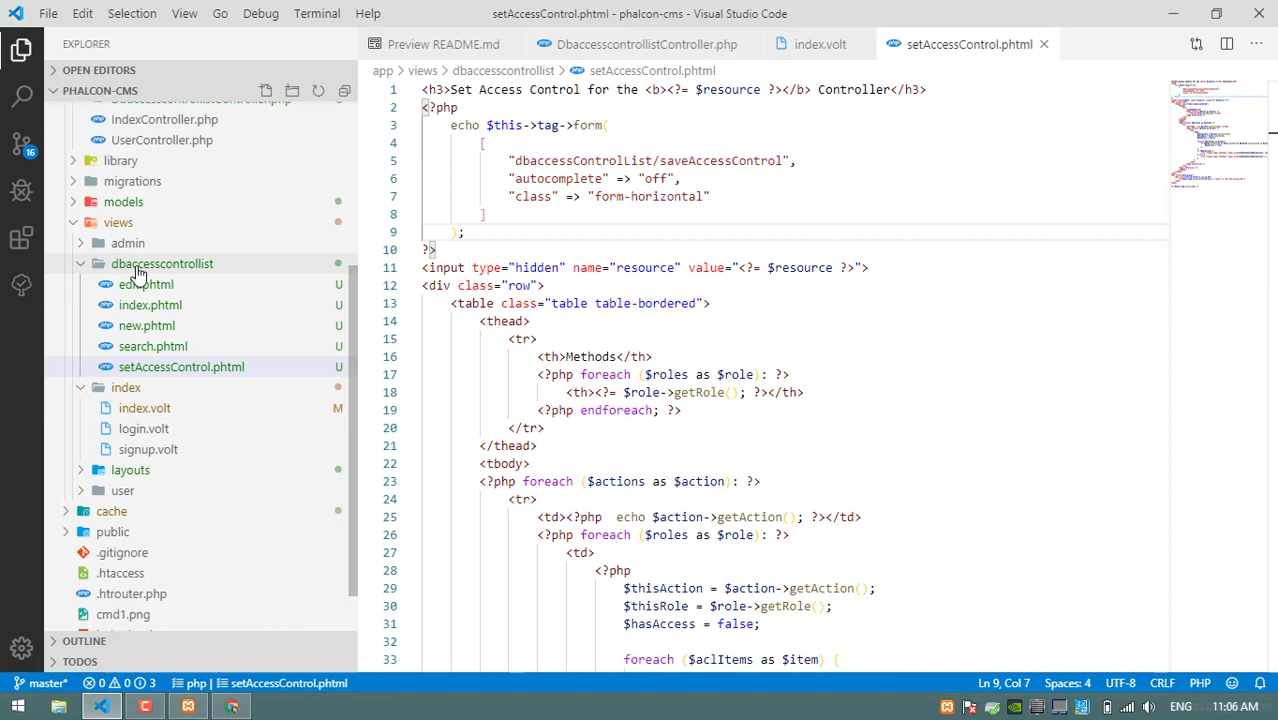 File Edit Selection View Go Debug Terminal Help setAccessControl.phtml - phalcon-cms - Visual Studio Code
EXPLORER
Preview README.md DbaccesscontrollistController.php index.volt setAccessControl.phtml
OPEN EDITORS
app > views > dbaccesscontrollist > setAccessControl.phtml
PHALCON-CMS
DbaccesscontrollistController.php
IndexController.php
UserController.php
library
migrations
models
views
admin
dbaccesscontrollist
edit.phtml U
index.phtml U
new.phtml U
search.phtml U
setAccessControl.phtml U
index
index.volt M
login.volt
signup.volt
layouts
user
cache
public
.gitignore
.htaccess
.htrouter.php
cmd1.png
OUTLINE
TODOS
16
1 <h3>Set Access Control for the <b><?= $resource ?></b> Controller</h3>
2 <?php
3 echo $this->tag->form(
4 [
5 "dbaccessControlList/saveAccessControl",
6 "autocomplete" => "off",
7 "class" => "form-horizontal"
8 ]
9 );
10 ?>
11 <input type="hidden" name="resource" value="<?= $resource ?>">
12 <div class="row">
13 <table class="table table-bordered">
14 <thead>
15 <tr>
16 <th>Methods</th>
17 <?php foreach ($roles as $role): ?>
18 <th><?= $role->getRole(); ?></th>
19 <?php endforeach; ?>
20 </tr>
21 </thead>
22 <tbody>
23 <?php foreach ($actions as $action): ?>
24 <tr>
25 <td><?php echo $action->getAction(); ?></td>
26 <?php foreach ($roles as $role): ?>
27 <td>
28 <?php
29 $thisAction = $action->getAction();
30 $thisRole = $role->getRole();
31 $hasAccess = false;
32
33 foreach ($aclItems as $item) {
master* 0 0 3 php | setAccessControl.phtml Ln 9, Col 7 Spaces: 4 UTF-8 CRLF PHP
ENG 11:06 AM